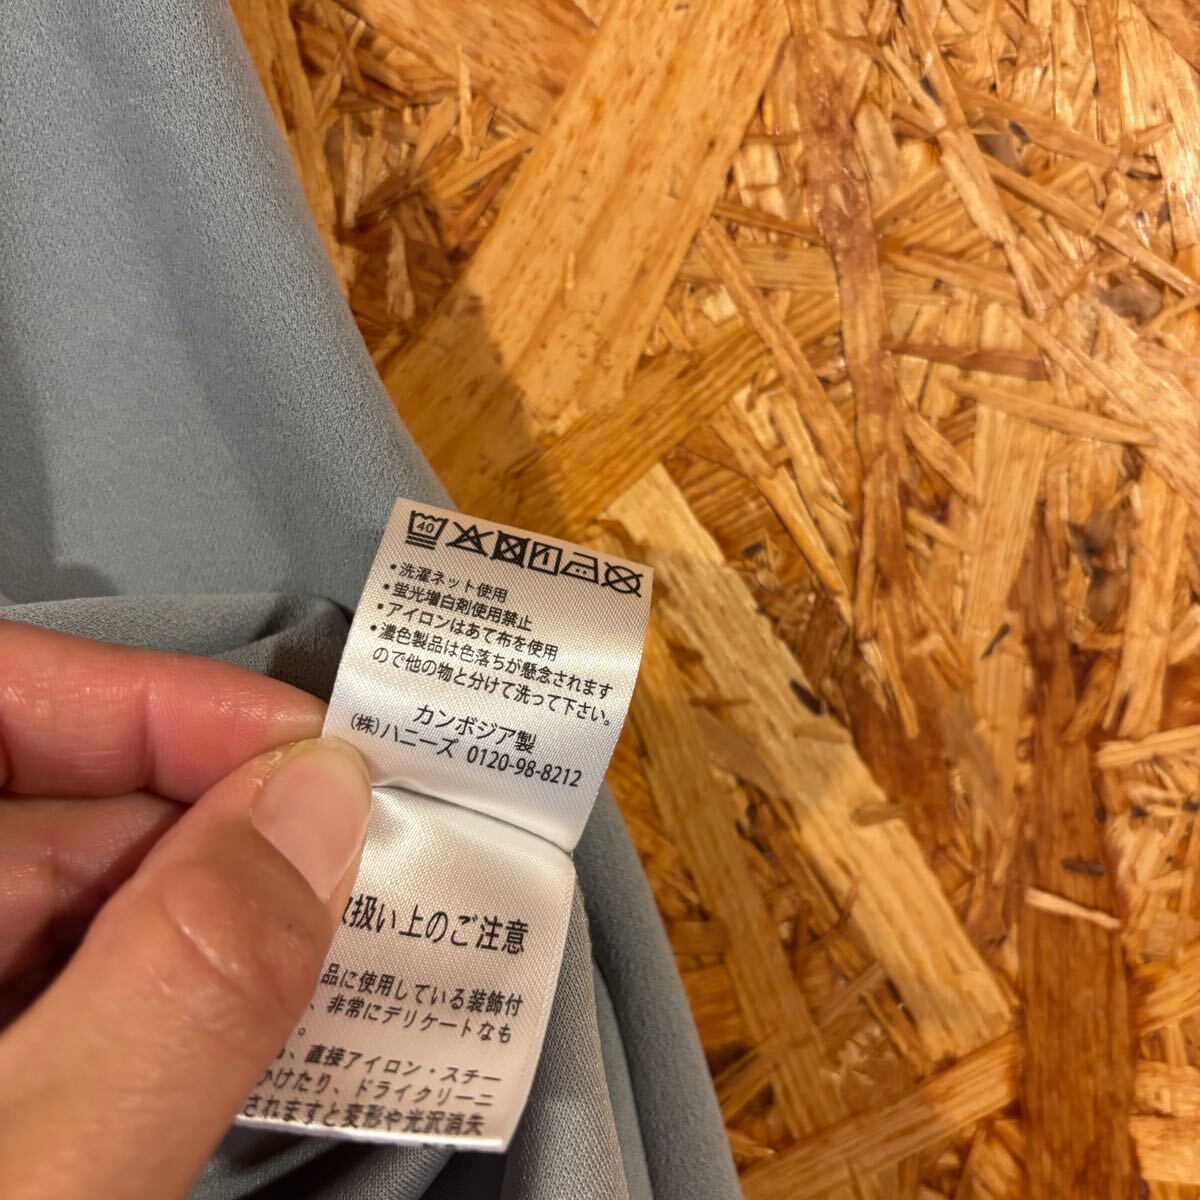 40
・洗濯ネット使用
・蛍光増白剤使用禁止
・アイロンはあて布を使用
・濃色製品は色落ちが懸念されます
ので他の物と分けて洗って下さい。
カンボジア製
(株)ハニーズ 0120-98-8212
扱い上のご注意
品に使用している装飾付
、非常にデリケートなも
。
、直接アイロン・スチー
かけたり、ドライクリーニ
されますと変形や光沢消失